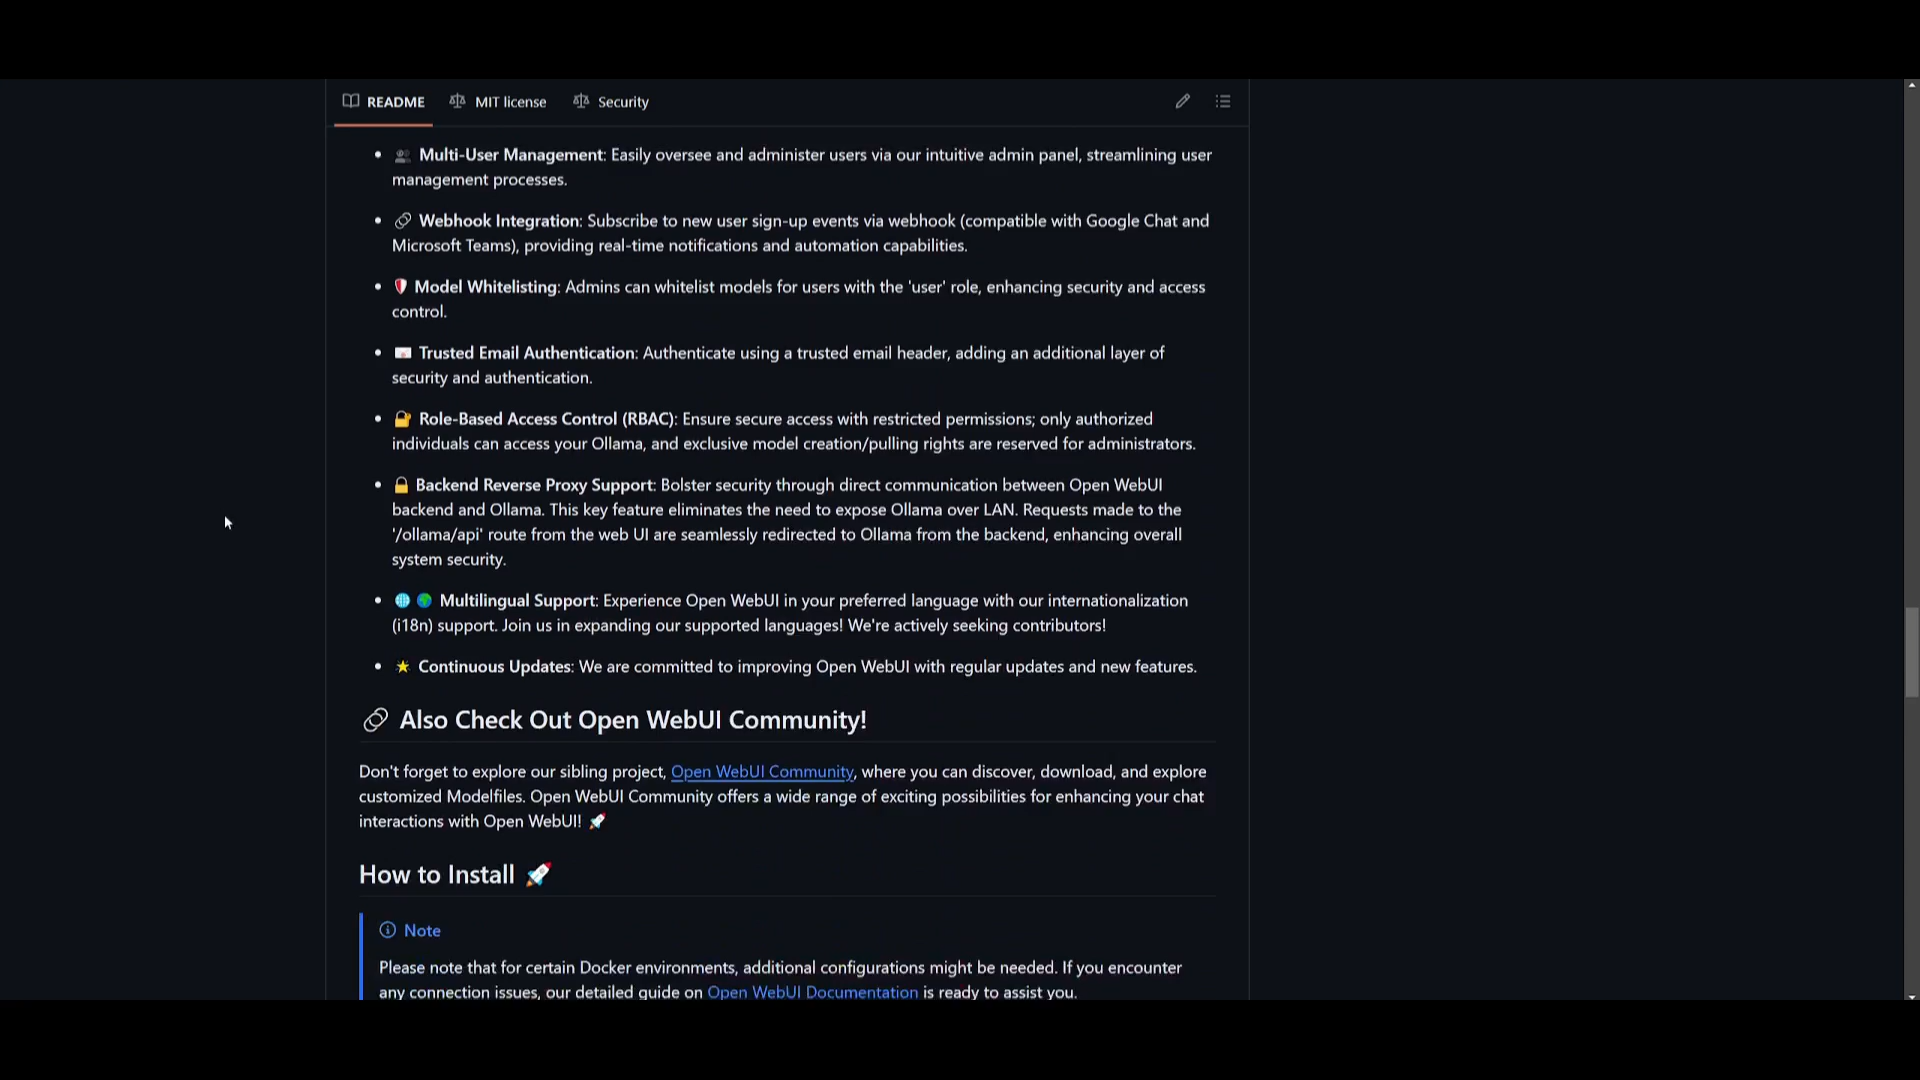 README MIT license Security
Multi-User Management: Easily oversee and administer users via our intuitive admin panel, streamlining user
management processes.
Webhook Integration: Subscribe to new user sign-up events via webhook (compatible with Google Chat and
Microsoft Teams), providing real-time notifications and automation capabilities.
Model Whitelisting: Admins can whitelist models for users with the 'user' role, enhancing security and access
control.
Trusted Email Authentication: Authenticate using a trusted email header, adding an additional layer of
security and authentication.
Role-Based Access Control (RBAC): Ensure secure access with restricted permissions; only authorized
individuals can access your Ollama, and exclusive model creation/pulling rights are reserved for administrators.
Backend Reverse Proxy Support: Bolster security through direct communication between Open WebUI
backend and Ollama. This key feature eliminates the need to expose Ollama over LAN. Requests made to the
'/ollama/api' route from the web UI are seamlessly redirected to Ollama from the backend, enhancing overall
system security.
Multilingual Support: Experience Open WebUI in your preferred language with our internationalization
(i18n) support. Join us in expanding our supported languages! We're actively seeking contributors!
Continuous Updates: We are committed to improving Open WebUI with regular updates and new features.
Also Check Out Open WebUI Community!
Don't forget to explore our sibling project, Open WebUI Community, where you can discover, download, and explore
customized Modelfiles. Open WebUI Community offers a wide range of exciting possibilities for enhancing your chat
interactions with Open WebUI!
How to Install
Note
Please note that for certain Docker environments, additional configurations might be needed. If you encounter
any connection issues, our detailed guide on Open WebUI Documentation is ready to assist you.